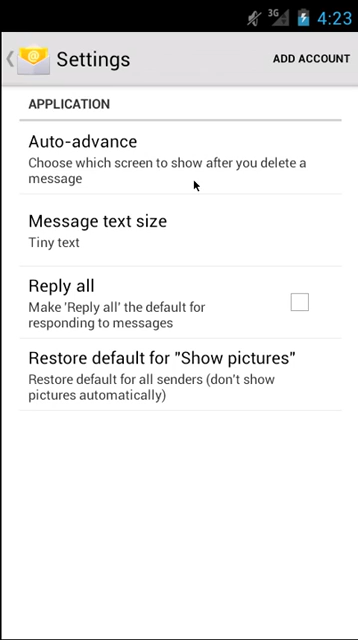 3G 4:23
Settings ADD ACCOUNT
APPLICATION
Auto-advance
Choose which screen to show after you delete a
message
Message text size
Tiny text
Reply all
Make 'Reply all' the default for
responding to messages
Restore default for "Show pictures"
Restore default for all senders (don't show
pictures automatically)